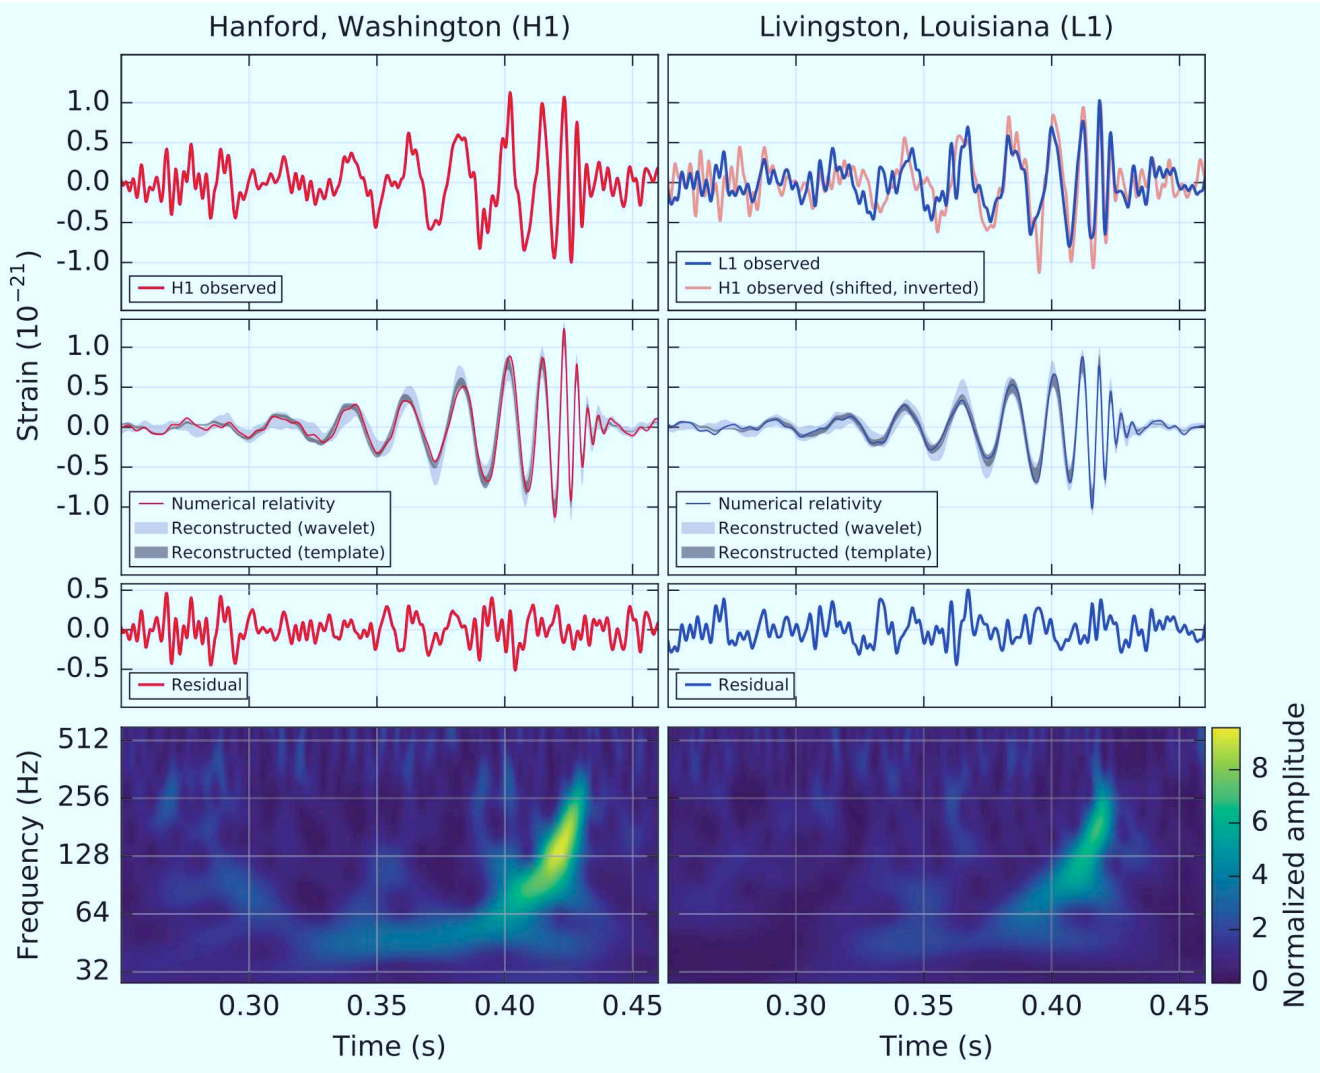 Hanford, Washington (H1)
Livingston, Louisiana (L1)
Strain (10⁻²¹)
1.0
0.5
0.0
-0.5
-1.0
H1 observed
L1 observed
H1 observed (shifted, inverted)
1.0
0.5
0.0
-0.5
-1.0
Numerical relativity
Reconstructed (wavelet)
Reconstructed (template)
Numerical relativity
Reconstructed (wavelet)
Reconstructed (template)
0.5
0.0
-0.5
Residual
Residual
Frequency (Hz)
512
256
128
64
32
0.30
0.35
0.40
0.45
Time (s)
0.30
0.35
0.40
0.45
Time (s)
8
6
4
2
0
Normalized amplitude